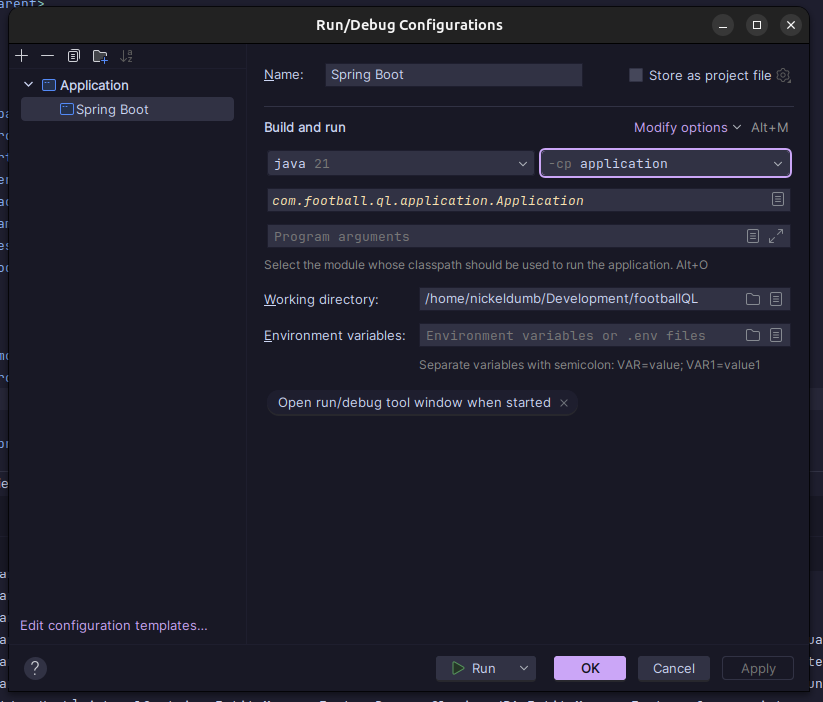 arent>
Run/Debug Configurations
Application
Spring Boot
Name: Spring Boot Store as project file
Build and run Modify options Alt+M
java 21 -cp application
com.football.ql.application.Application
Program arguments
Select the module whose classpath should be used to run the application. Alt+O
Working directory: /home/nickeldumb/Development/footballQL
Environment variables: Environment variables or .env files
Separate variables with semicolon: VAR=value; VAR1=value1
Open run/debug tool window when started
Edit configuration templates...
? Run OK Cancel Apply